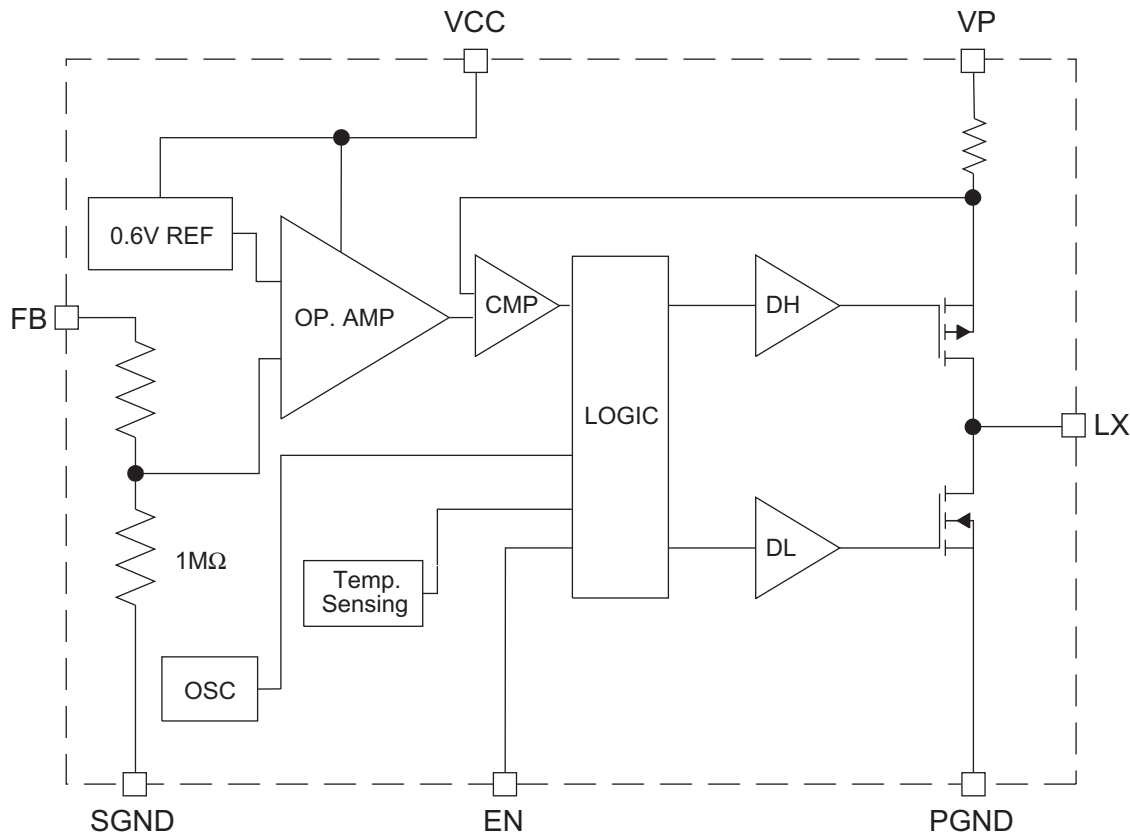 VCC
VP
0.6V REF
FB
OP. AMP
CMP
DH
LOGIC
LX
1MΩ
DL
Temp.
Sensing
OSC
SGND
EN
PGND